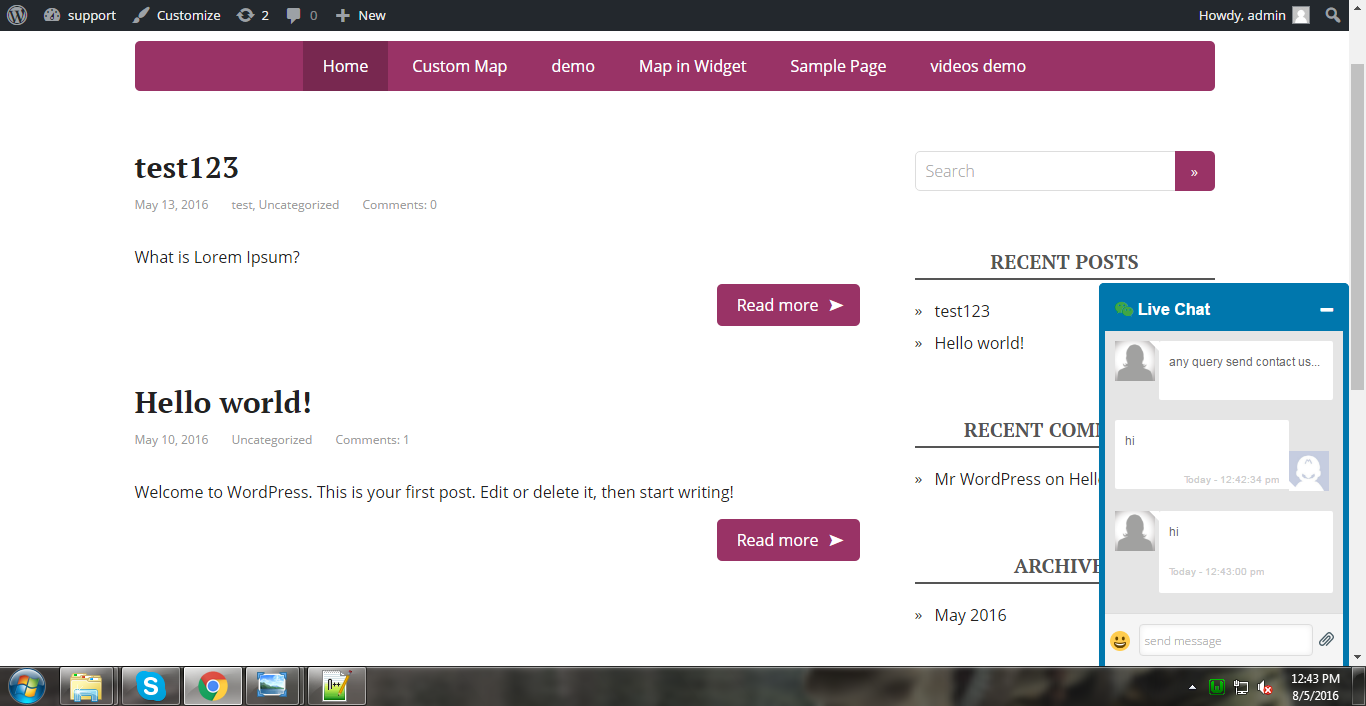 support Customize 2 0 New Howdy, admin
Home Custom Map demo Map in Widget Sample Page videos demo
test123
May 13, 2016 test, Uncategorized Comments: 0
What is Lorem Ipsum?
Read more
Hello world!
May 10, 2016 Uncategorized Comments: 1
Welcome to WordPress. This is your first post. Edit or delete it, then start writing!
Read more
Search »
RECENT POSTS
» test123
» Hello world!
RECENT COM
» Mr WordPress on Hell
ARCHIVE
» May 2016
Live Chat
any query send contact us...
hi
Today - 12:42:34 pm
hi
Today - 12:43:00 pm
send message
12:43 PM
8/5/2016